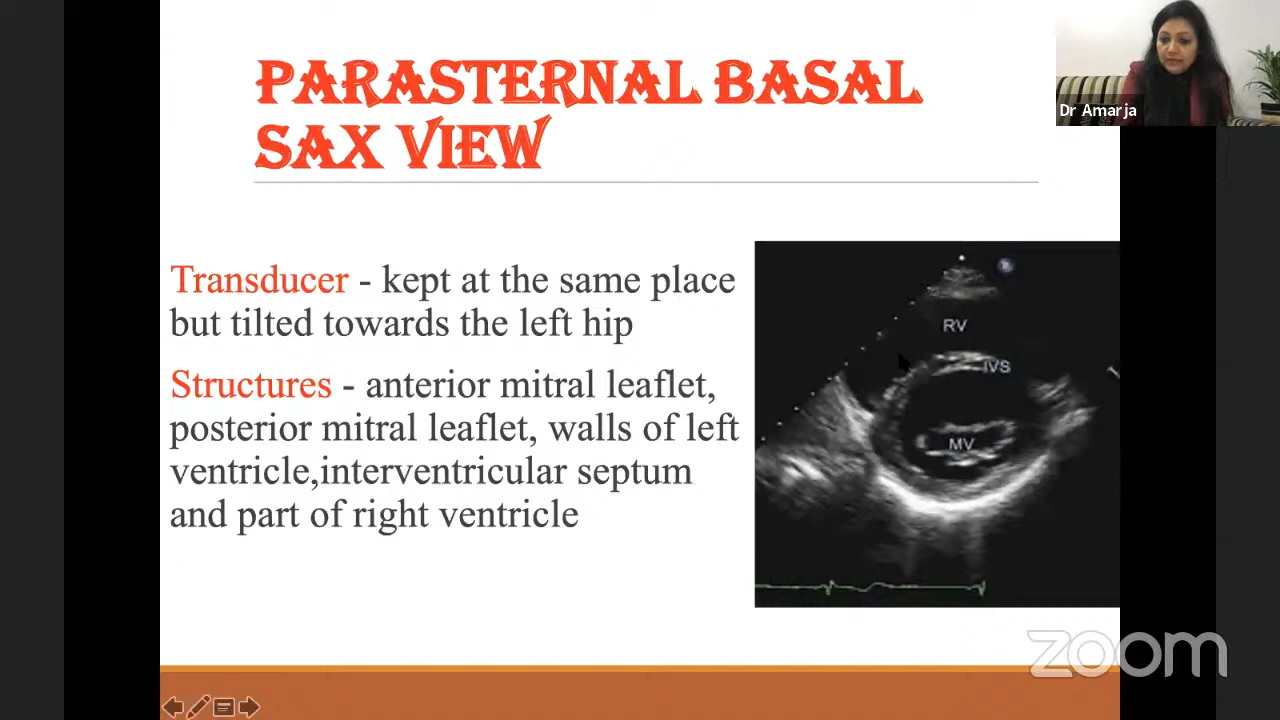 PARASTERNAL BASAL
SAX VIEW
Dr Amarja
Transducer - kept at the same place
but tilted towards the left hip
Structures - anterior mitral leaflet,
posterior mitral leaflet, walls of left
ventricle,interventricular septum
and part of right ventricle
RV
IVS
MV
zoom